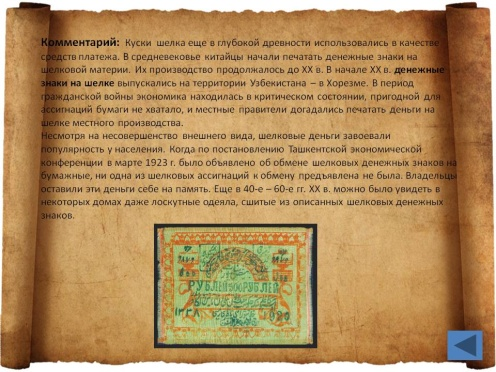 Комментарий: Куски шелка еще в глубокой древности использовались в качестве
средств платежа. В средневековье китайцы начали печатать денежные знаки на
шелковой материи. Их производство продолжалось до XX в. В начале XX в. денежные
знаки на шелке выпускались на территории Узбекистана – в Хорезме. В период
гражданской войны экономика находилась в критическом состоянии, пригодной для
ассигнаций бумаги не хватало, и местные правители догадались печатать деньги на
шелке местного производства.
Несмотря на несовершенство внешнего вида, шелковые деньги завоевали
популярность у населения. Когда по постановлению Ташкентской экономической
конференции в марте 1923 г. было объявлено об обмене шелковых денежных знаков на
бумажные, ни одна из шелковых ассигнаций к обмену предъявлена не была. Владельцы
оставили эти деньги себе на память. Еще в 40-е – 60-е гг. XX в. можно было увидеть в
некоторых домах даже лоскутные одеяла, сшитые из описанных шелковых денежных
знаков.
РУБЛЕЙ 500 РУБЛЕЙ